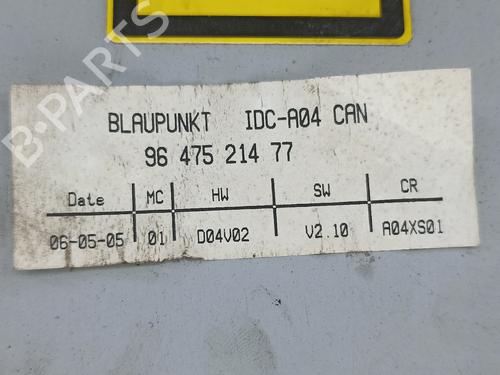 BLAUPUNKT IDC-A04 CAN
96 475 214 77
Date MC HW SW CR
06-05-05 01 D04V02 V2.10 A04XS01
B-PARTS